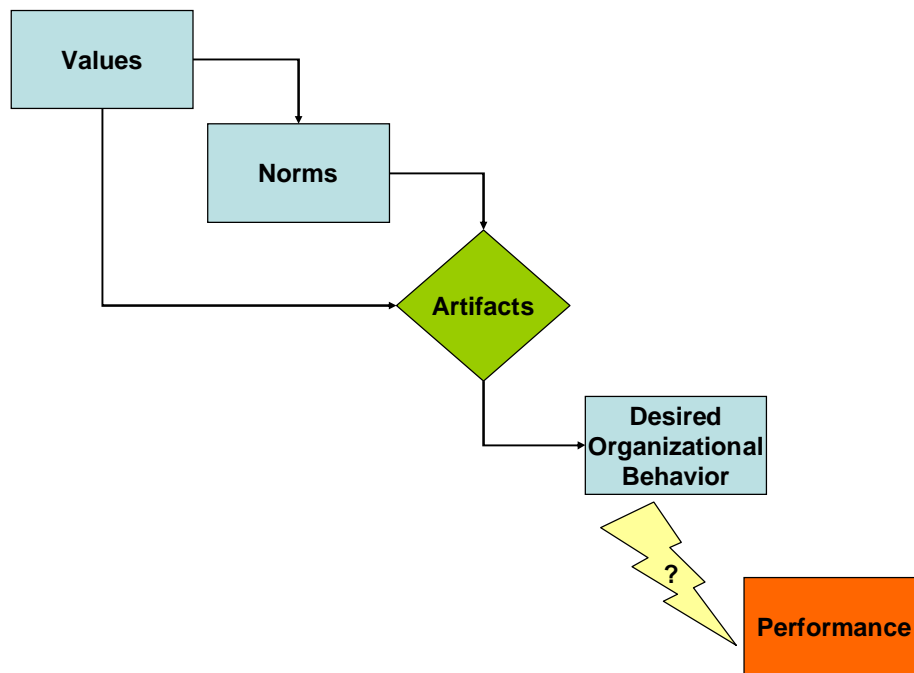 Values
Norms
Artifacts
Desired
Organizational
Behavior
?
Performance